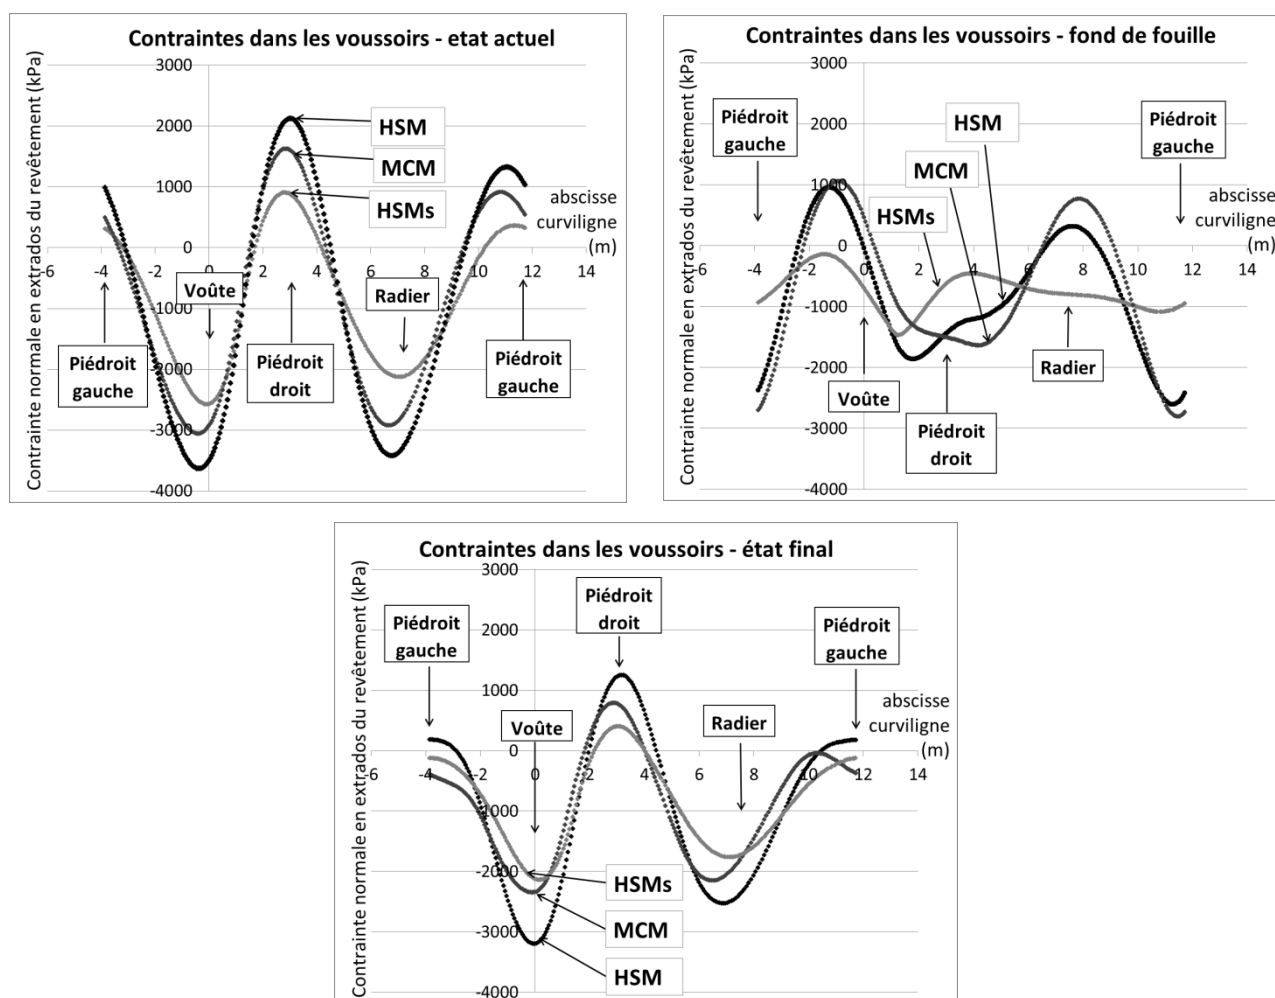 Contraintes dans les voussoirs - etat actuel
Contrainte normale en extrados du revêtement (kPa)
3000
2000
1000
0
-1000
-2000
-3000
-4000
-6
-4
-2
0
2
4
6
8
10
12
14
HSM
MCM
HSMs
abscisse
curviligne
(m)
Voûte
Radier
Piédroit
gauche
Piédroit
droit
Piédroit
gauche
Contraintes dans les voussoirs - fond de fouille
Contrainte normale en extrados du revêtement (kPa)
3000
2000
1000
0
-1000
-2000
-3000
-4000
-6
-4
-2
0
2
4
6
8
10
12
14
Piédroit
gauche
HSM
MCM
HSMs
Piédroit
gauche
abscisse
curviligne
(m)
Voûte
Radier
Piédroit
droit
Contraintes dans les voussoirs - état final
Contrainte normale en extrados du revêtement (kPa)
3000
2000
1000
0
-1000
-2000
-3000
-4000
-6
-4
-2
0
2
4
6
8
10
12
14
Piédroit
gauche
Piédroit
droit
Piédroit
gauche
Voûte
Radier
abscisse
curviligne
(m)
HSMs
MCM
HSM